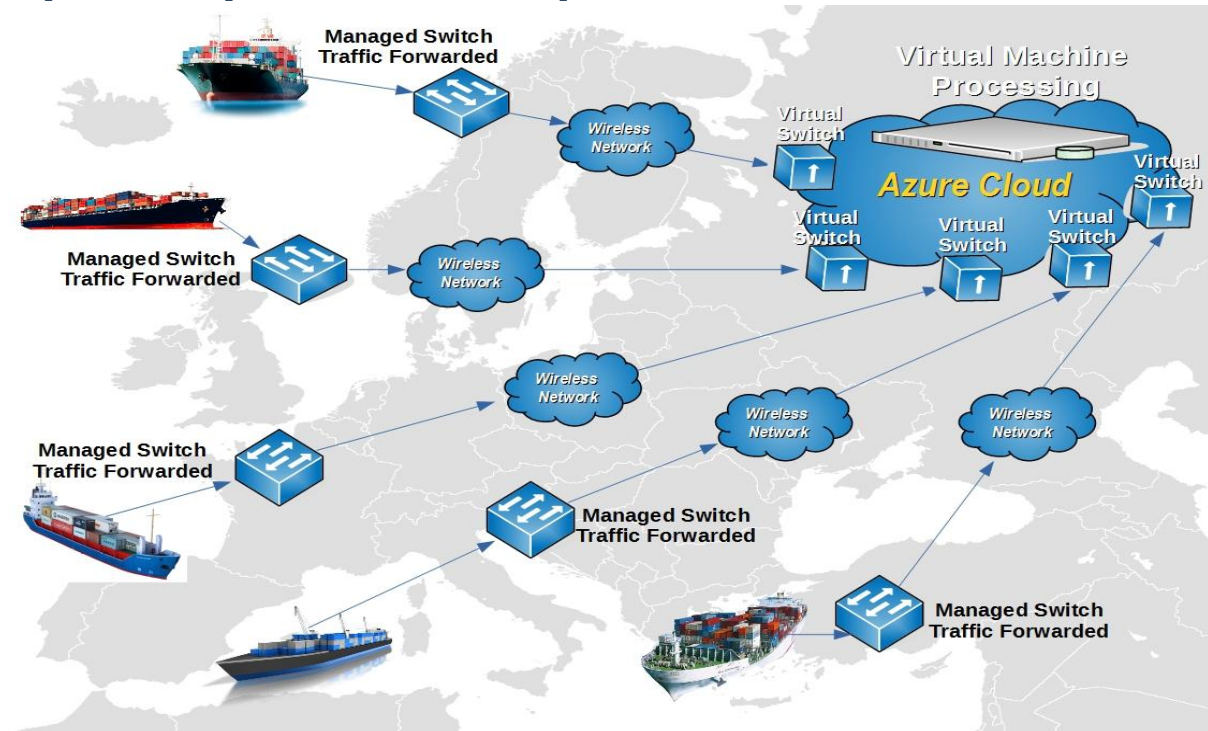 Managed Switch
Traffic Forwarded
Virtual Machine
Processing
Wireless
Network
Virtual
Switch
Virtual
Switch
Azure Cloud
Virtual
Switch
Virtual
Switch
Virtual
Switch
Managed Switch
Traffic Forwarded
Wireless
Network
Wireless
Network
Wireless
Network
Wireless
Network
Managed Switch
Traffic Forwarded
Managed Switch
Traffic Forwarded
Managed Switch
Traffic Forwarded